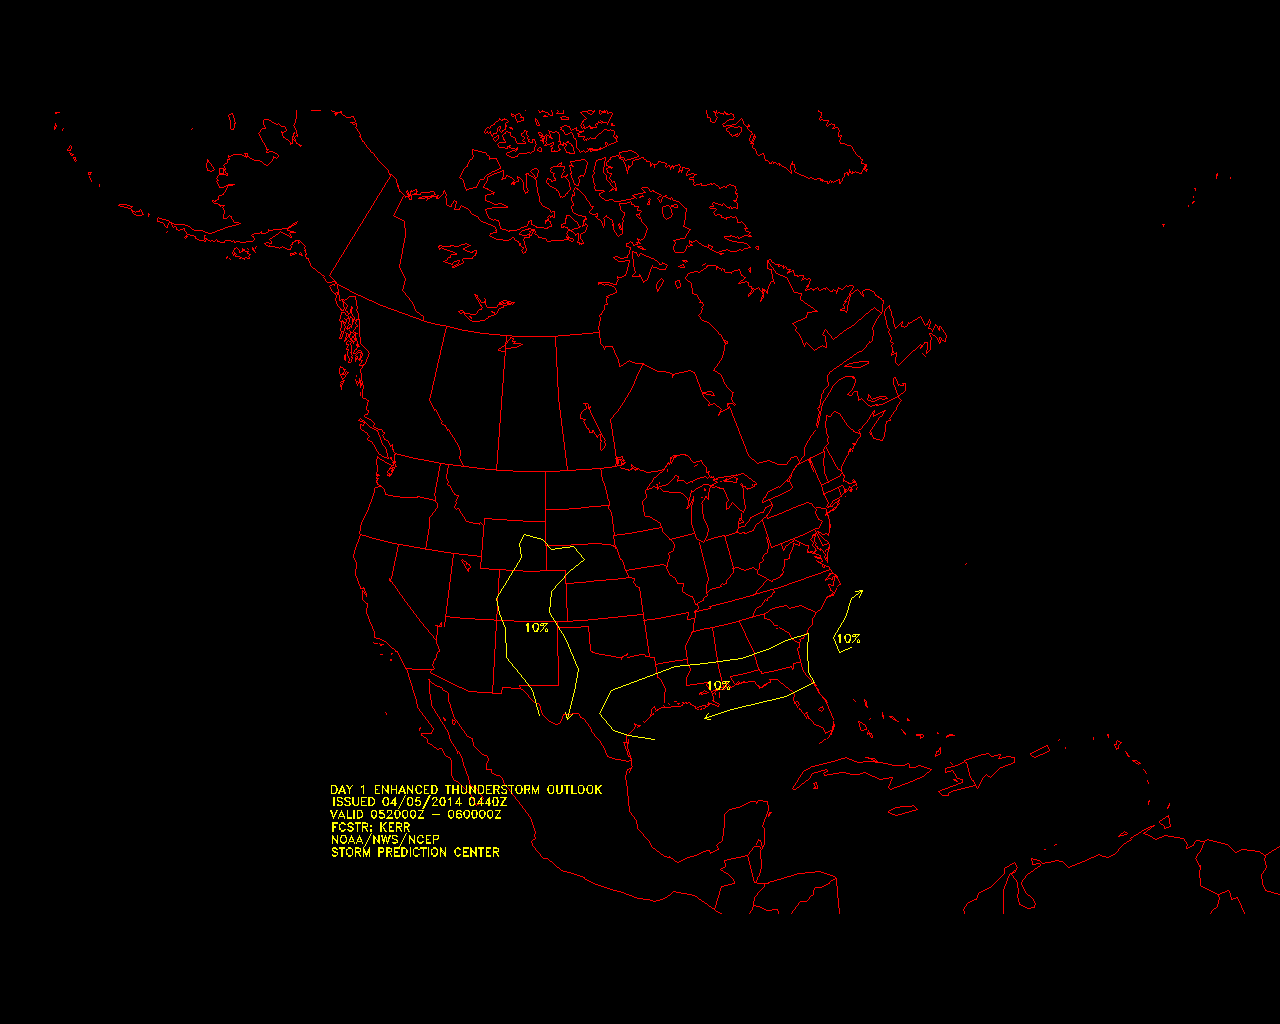 10%
10%
10%
DAY 1 ENHANCED THUNDERSTORM OUTLOOK
ISSUED 04/05/2014 0440Z
VALID 052000Z - 060000Z
FCSTR: KERR
NOAA/NWS/NCEP
STORM PREDICTION CENTER